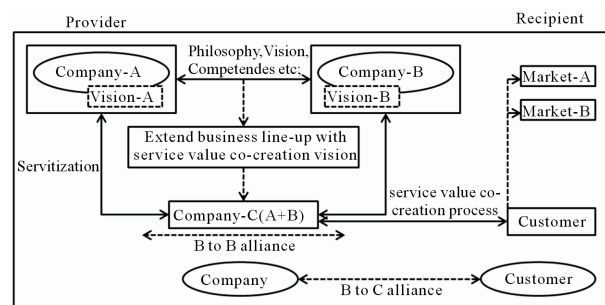 Provider
Recipient
Company-A
Vision-A
Philosophy,Vision,
Competendes etc:
Company-B
Vision-B
Market-A
Market-B
Extend business line-up with
service value co-creation vision
Servitization
Company-C(A+B)
service value co-
creation process
Customer
B to B alliance
Company
B to C alliance
Customer